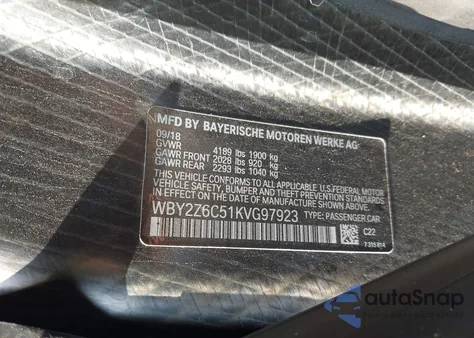 MFD BY BAYERISCHE MOTOREN WERKE AG
09/18
GVWR 4189 lbs 1900 kg
GAWR FRONT 2028 lbs 920 kg
GAWR REAR 2293 lbs 1040 kg
THIS VEHICLE CONFORMS TO ALL APPLICABLE U.S. FEDERAL MOTOR
VEHICLE SAFETY, BUMPER AND THEFT PREVENTION STANDARDS IN EFFECT
ON THE DATE OF MANUFACTURE SHOWN ABOVE.
WBY2Z6C51KVG97923 TYPE: PASSENGER CAR
C22
autoSnap